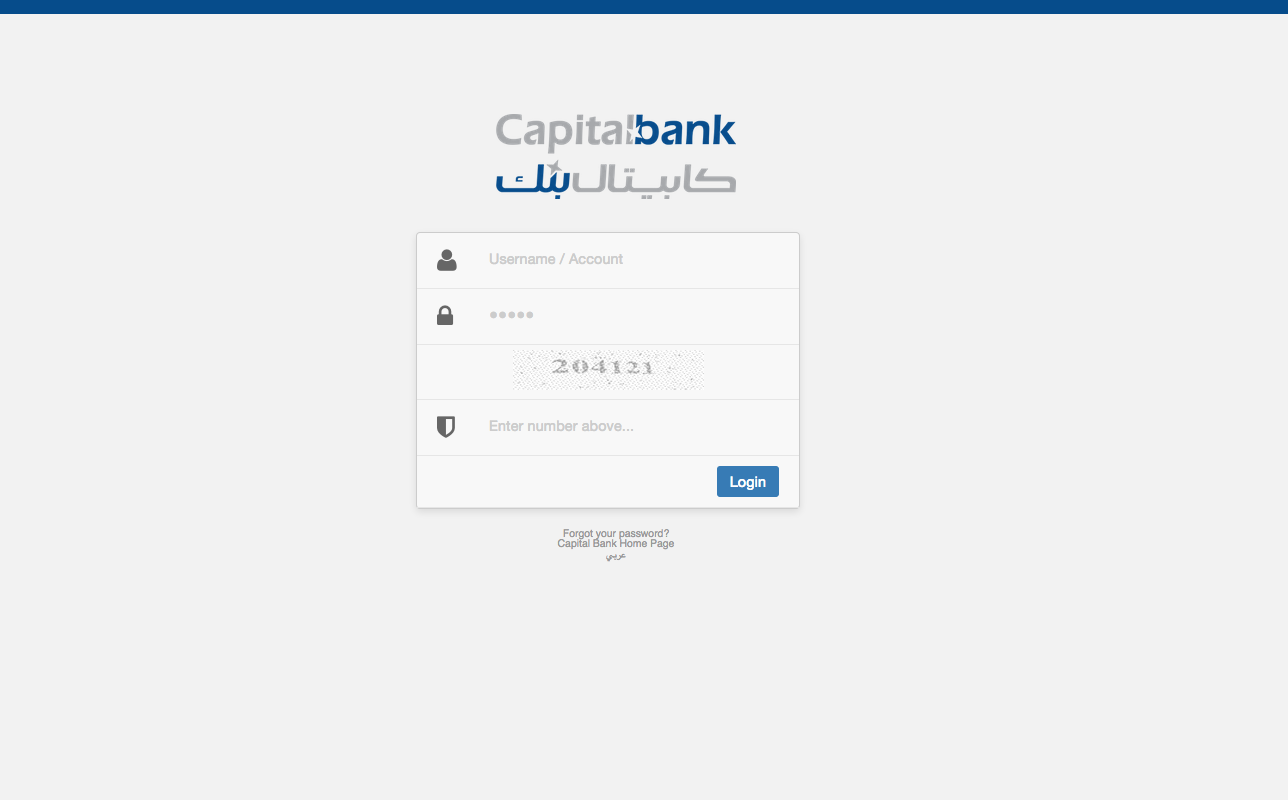 Capitalbank
كابيتال بنك
Username / Account
•••••
204121
Enter number above...
Login
Forgot your password?
Capital Bank Home Page
عربي